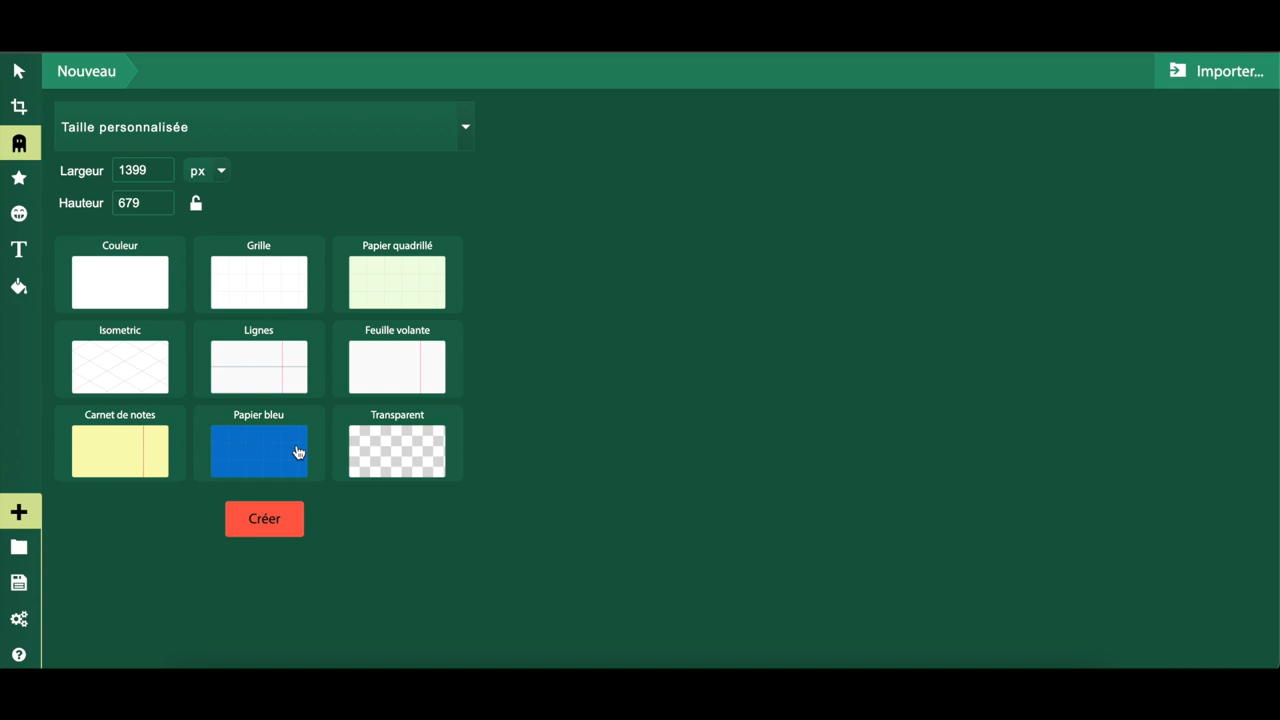 Nouveau
Importer...
Taille personnalisée
Largeur 1399 px
Hauteur 679
Couleur Grille Papier quadrillé
Isometric Lignes Feuille volante
Carnet de notes Papier bleu Transparent
Créer